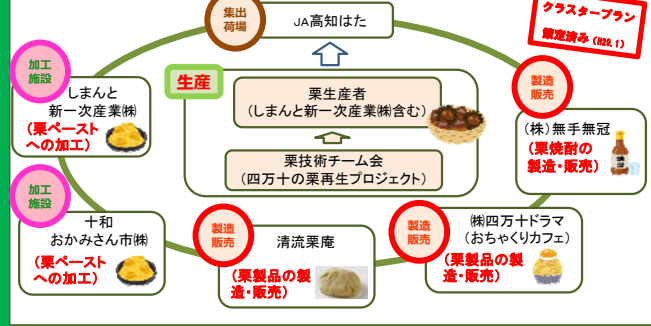 集出
荷場
JA高知はた
クラスタープラン
策定済み（H29.1）
加工
施設
しまんと
新一次産業㈱
（栗ペースト
への加工）
生産
栗生産者
（しまんと新一次産業㈱含む）
栗技術チーム会
（四万十の栗再生プロジェクト）
製造
販売
（株）無手無冠
（栗焼酎の
製造・販売）
加工
施設
十和
おかみさん市㈱
（栗ペースト
への加工）
製造
販売
清流栗庵
（栗製品の製
造・販売）
製造
販売
㈱四万十ドラマ
（おちゃくりカフェ）
（栗製品の製
造・販売）